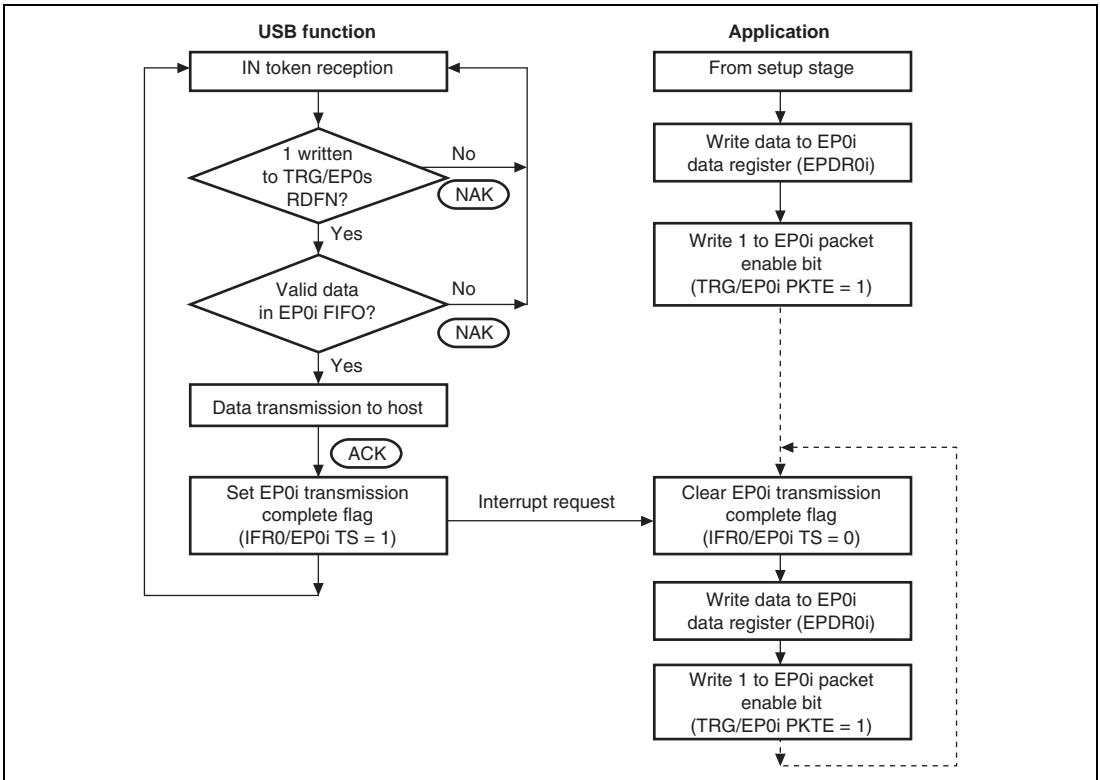 USB function
IN token reception
1 written
to TRG/EP0s
RDFN?
No
NAK
Yes
Valid data
in EP0i FIFO?
No
NAK
Yes
Data transmission to host
ACK
Set EP0i transmission
complete flag
(IFR0/EP0i TS = 1)
Interrupt request
Application
From setup stage
Write data to EP0i
data register (EPDR0i)
Write 1 to EP0i packet
enable bit
(TRG/EP0i PKTE = 1)
Clear EP0i transmission
complete flag
(IFR0/EP0i TS = 0)
Write data to EP0i
data register (EPDR0i)
Write 1 to EP0i packet
enable bit
(TRG/EP0i PKTE = 1)